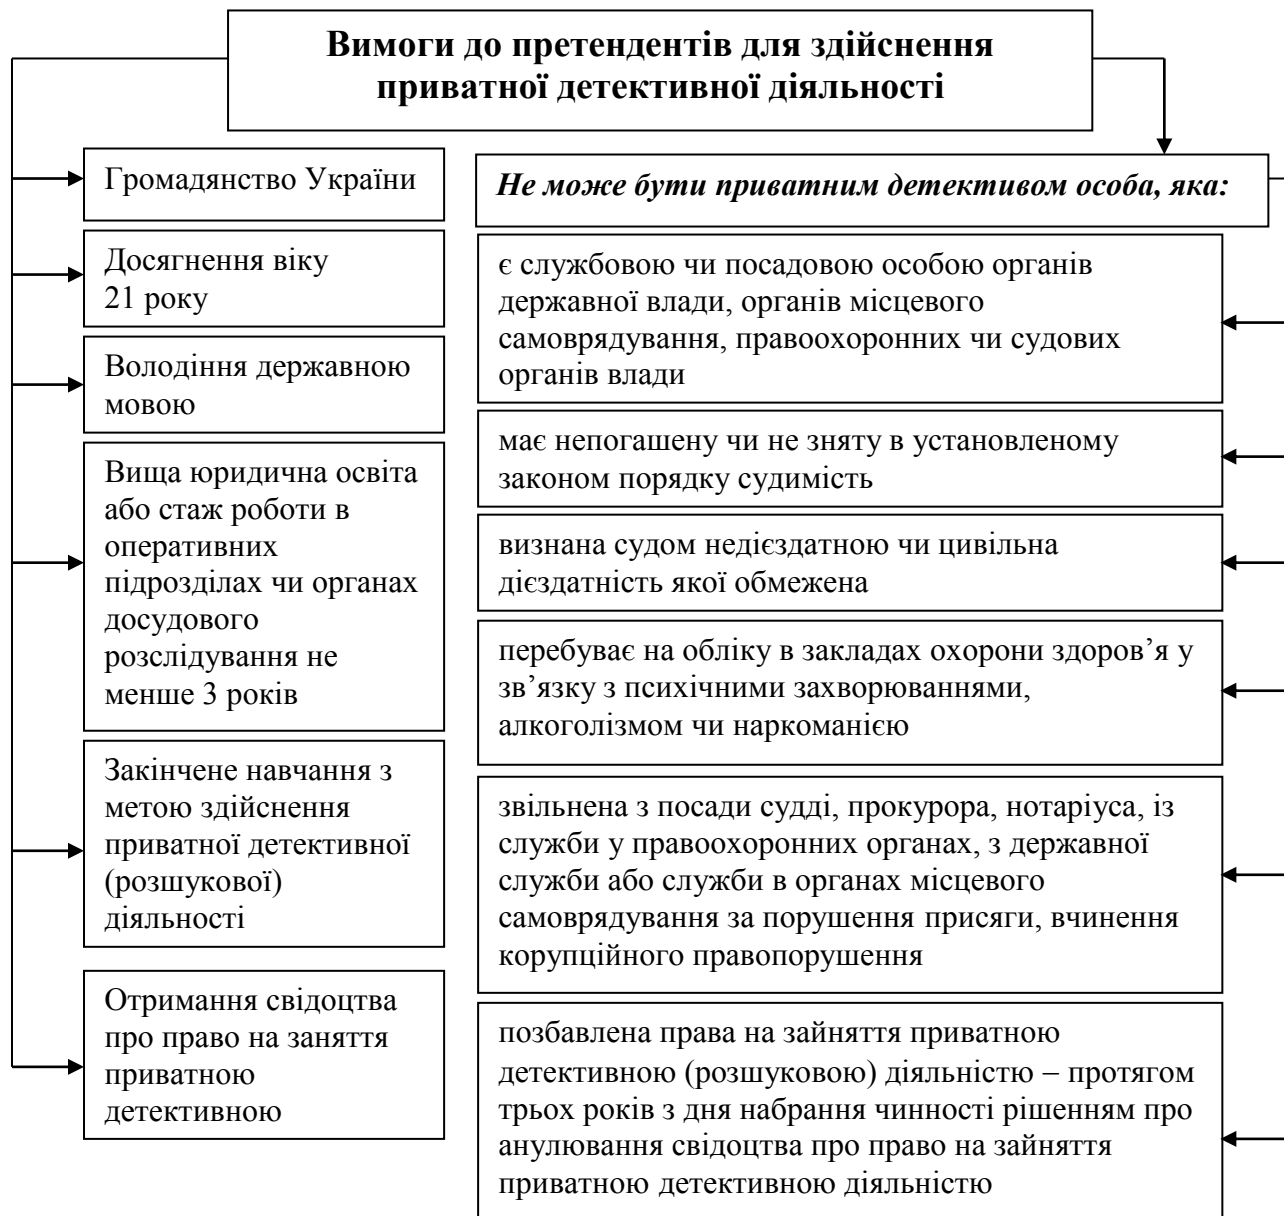 Вимоги до претендентів для здійснення
приватної детективної діяльності
Громадянство України
Досягнення віку
21 року
Володіння державною
мовою
Вища юридична освіта
або стаж роботи в
оперативних
підрозділах чи органах
досудового
розслідування не
менше 3 років
Закінчене навчання з
метою здійснення
приватної детективної
(розшукової)
діяльності
Отримання свідоцтва
про право на заняття
приватною
детективною
Не може бути приватним детективом особа, яка:
є службовою чи посадовою особою органів
державної влади, органів місцевого
самоврядування, правоохоронних чи судових
органів влади
має непогашену чи не зняту в установленому
законом порядку судимість
визнана судом недієздатною чи цивільна
дієздатність якої обмежена
перебуває на обліку в закладах охорони здоров’я у
зв’язку з психічними захворюваннями,
алкоголізмом чи наркоманією
звільнена з посади судді, прокурора, нотаріуса, із
служби у правоохоронних органах, з державної
служби або служби в органах місцевого
самоврядування за порушення присяги, вчинення
корупційного правопорушення
позбавлена права на зайняття приватною
детективною (розшуковою) діяльністю – протягом
трьох років з дня набрання чинності рішенням про
анулювання свідоцтва про право на зайняття
приватною детективною діяльністю